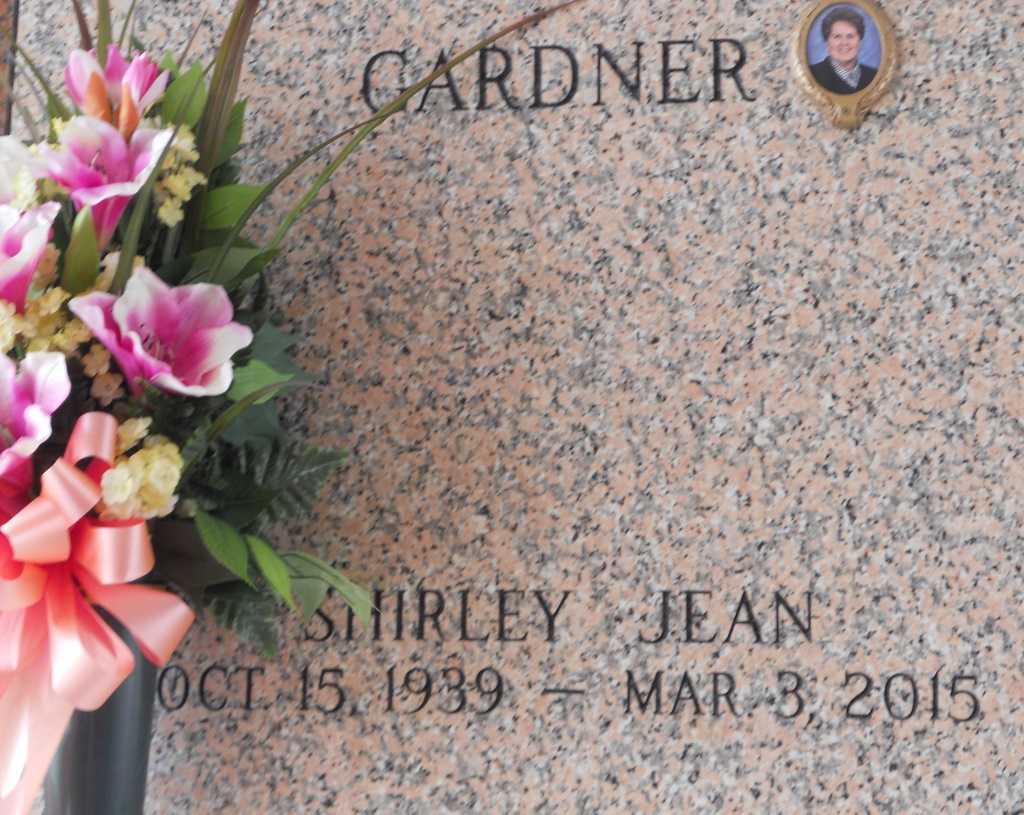 GARDNER
SHIRLEY JEAN
OCT 15, 1939 – MAR 3, 2015